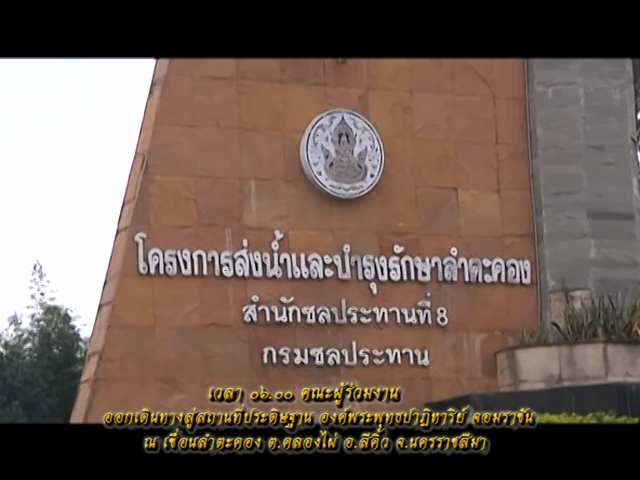 โครงการส่งน้ำและบำรุงรักษาลำตะคอง
สำนักชลประทานที่ 8
กรมชลประทาน
เวลา ๐๖.๐๐ คณะผู้ร่วมงาน
ออกเดินทางสู่สถานที่ประดิษฐาน องค์พระพุทธปาฏิหาริย์ จอมราชัน
ณ เขื่อนลำตะคอง ต.คลองไผ่ อ.สีคิ้ว จ.นครราชสีมา